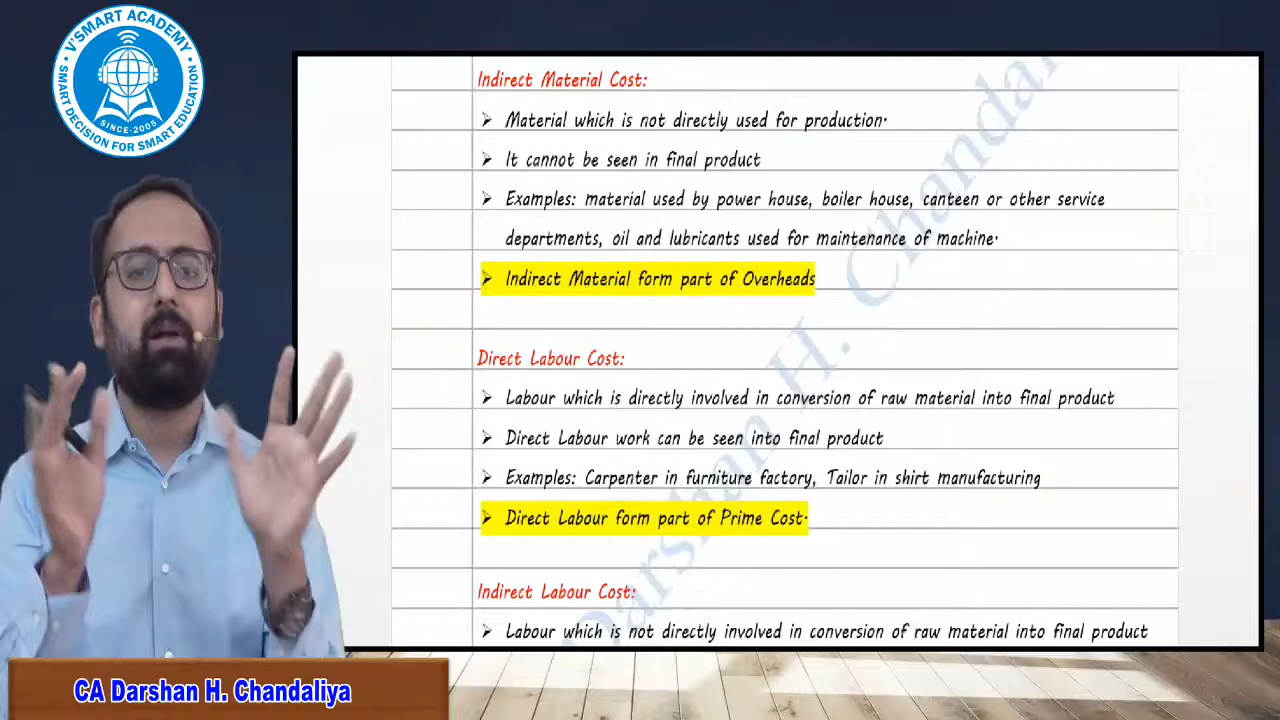 V'SMART ACADEMY
SINCE-2005
SMART DECISION FOR SMART EDUCATION
Indirect Material Cost:
➢ Material which is not directly used for production.
➢ It cannot be seen in final product
➢ Examples: material used by power house, boiler house, canteen or other service
departments, oil and lubricants used for maintenance of machine.
➢ Indirect Material form part of Overheads
Direct Labour Cost:
➢ Labour which is directly involved in conversion of raw material into final product
➢ Direct Labour work can be seen into final product
➢ Examples: Carpenter in furniture factory, Tailor in shirt manufacturing
➢ Direct Labour form part of Prime Cost.
Indirect Labour Cost:
➢ Labour which is not directly involved in conversion of raw material into final product
Darshan H. Chandal
CA Darshan H. Chandaliya